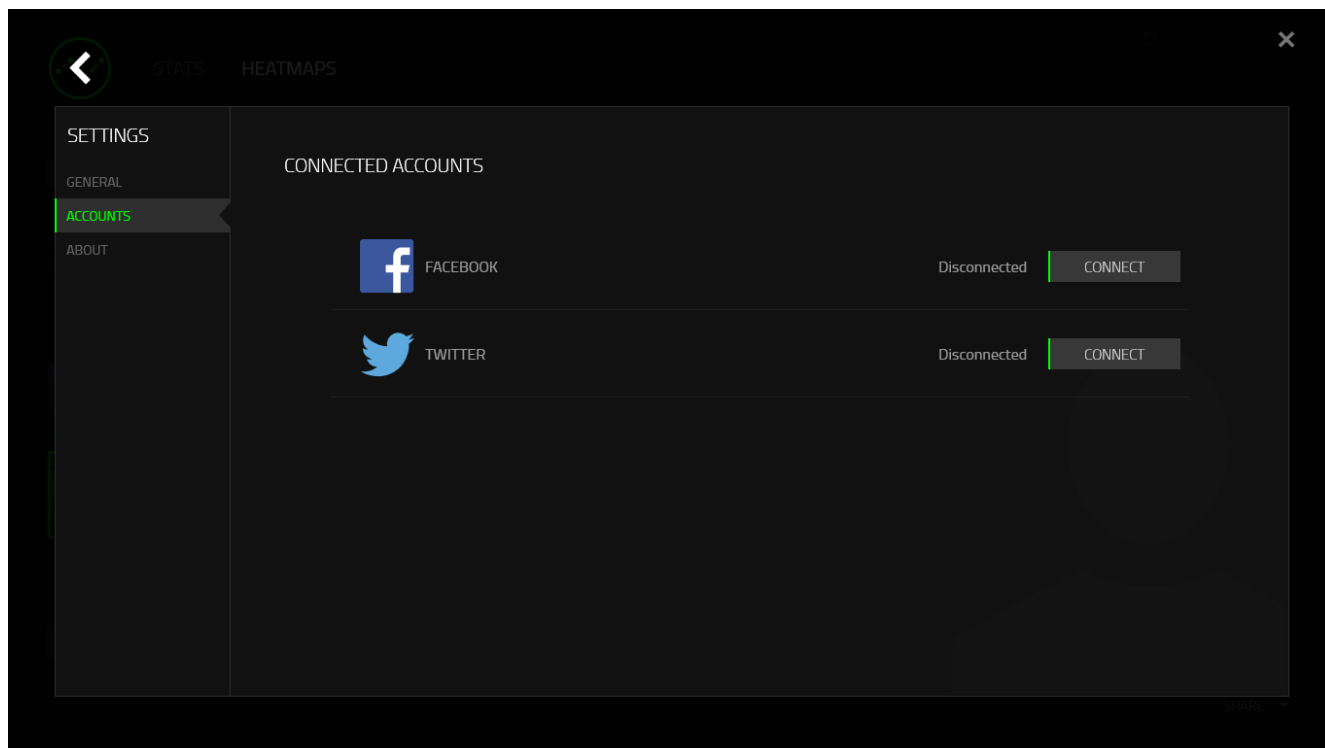 STATS HEATMAPS
SETTINGS
GENERAL
ACCOUNTS
ABOUT
CONNECTED ACCOUNTS
FACEBOOK Disconnected CONNECT
TWITTER Disconnected CONNECT
SHARE